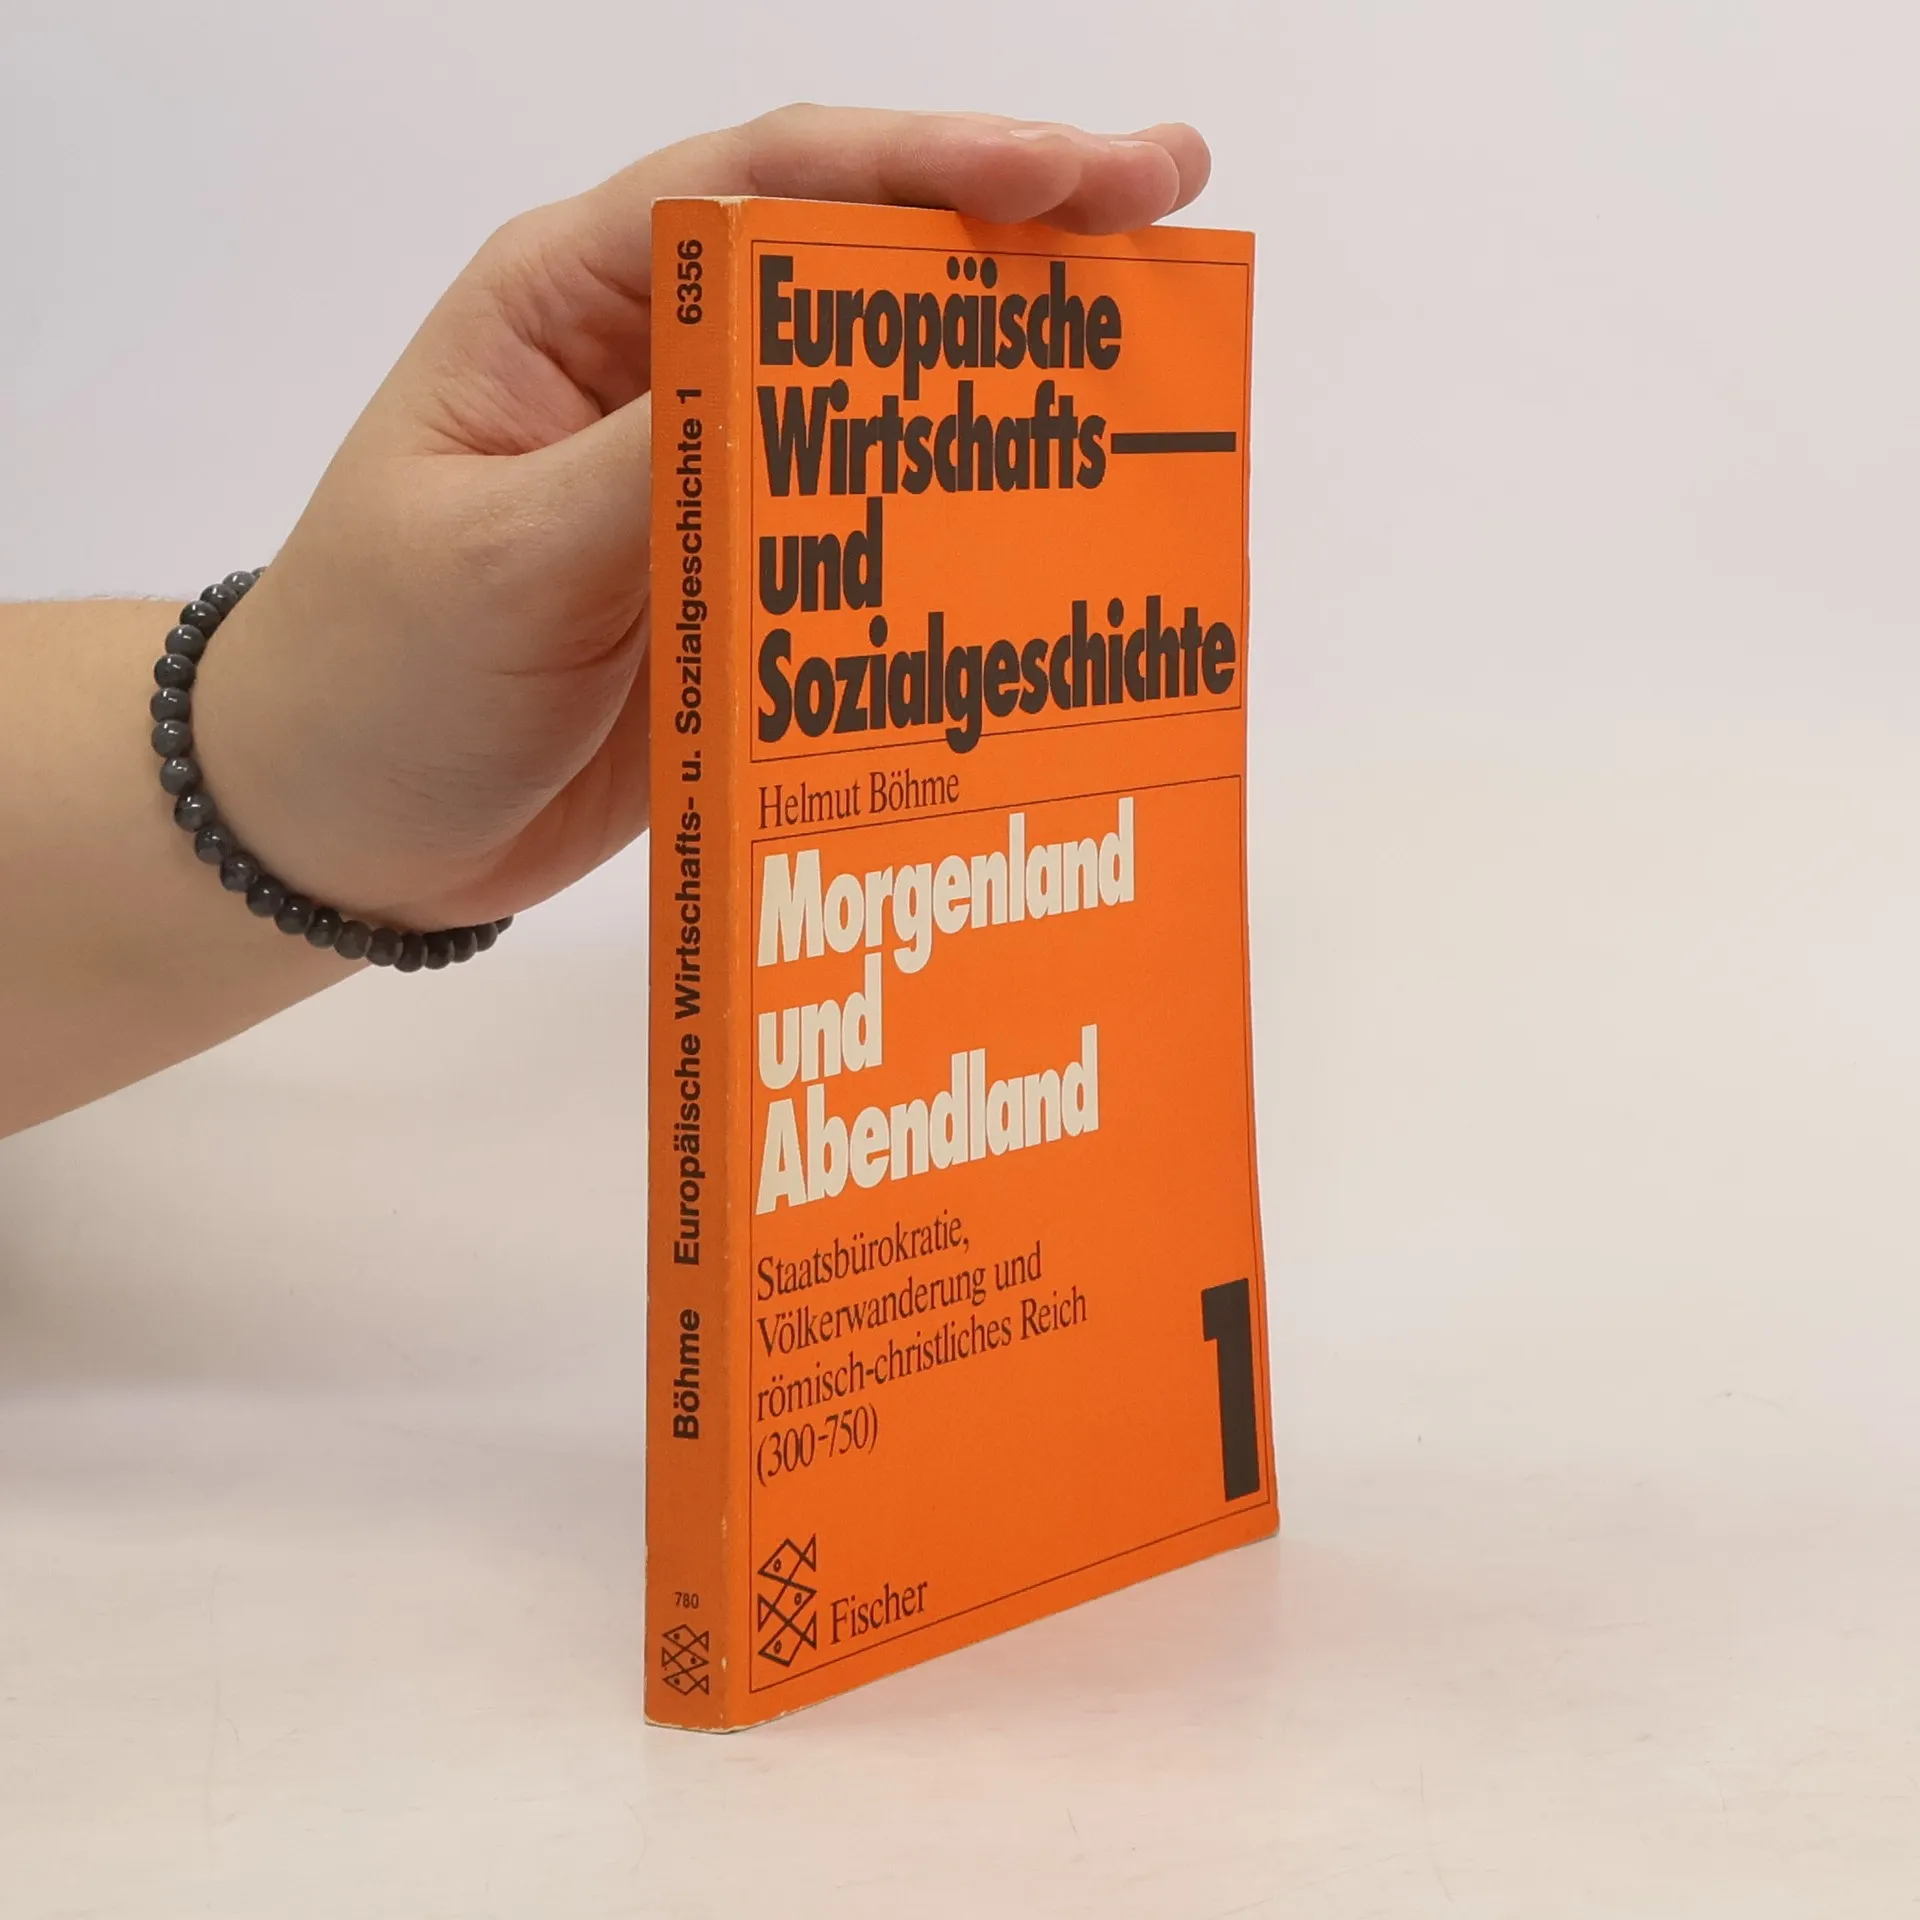 6356
Böhme Europäische Wirtschafts- u. Sozialgeschichte 1
780
Europäische
Wirtschafts—
und
Sozialgeschichte
Helmut Böhme
Morgenland
und
Abendland
Staatsbürokratie,
Völkerwanderung und
römisch-christliches Reich
(300-750)
1
Fischer